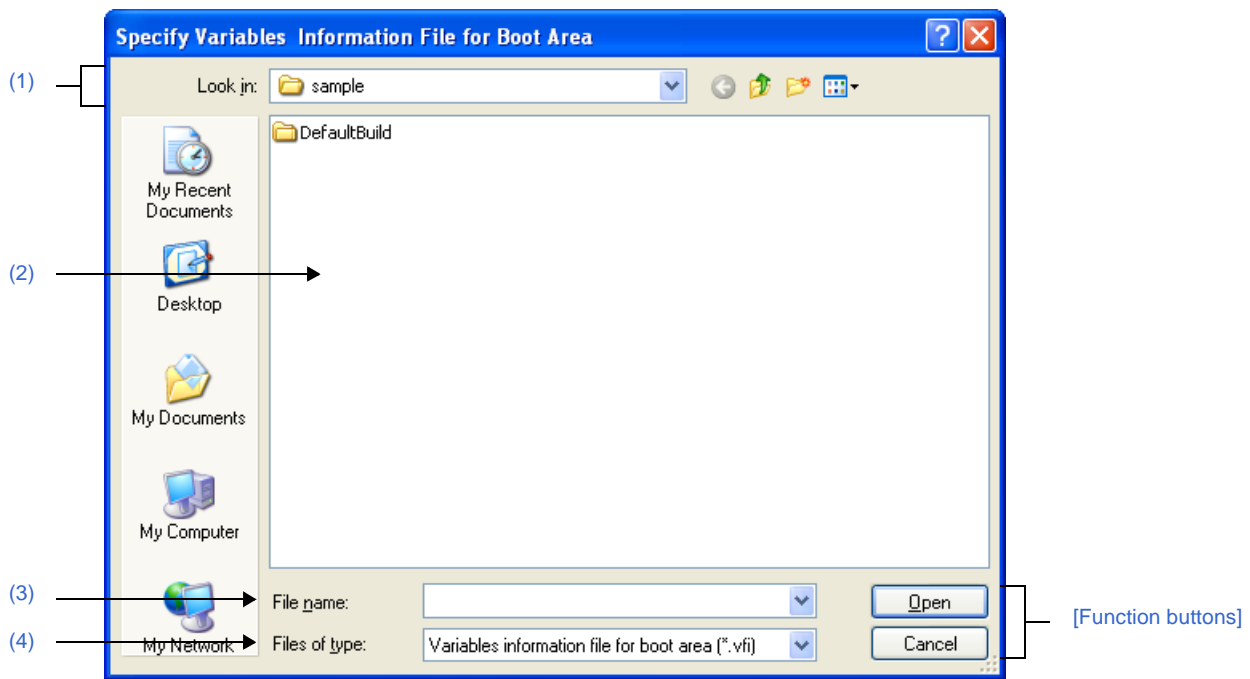 Specify Variables Information File for Boot Area
(1)
Look in:
sample
DefaultBuild
My Recent
Documents
(2)
Desktop
My Documents
My Computer
(3)
File name:
Open
[Function buttons]
(4)
My Network
Files of type:
Variables information file for boot area (*.vfi)
Cancel